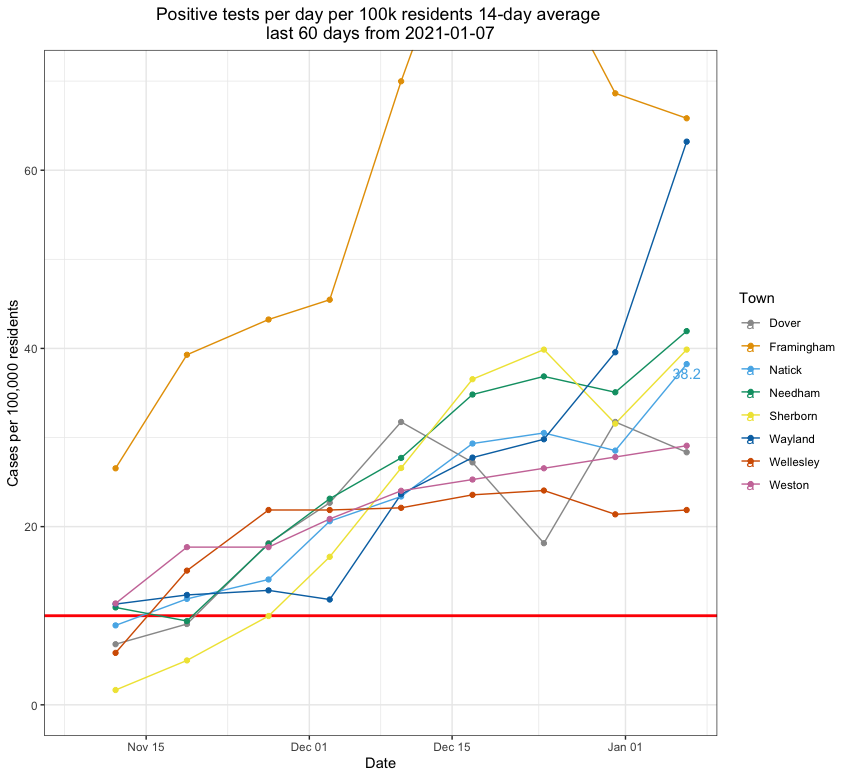 Positive tests per day per 100k residents 14-day average
last 60 days from 2021-01-07
Cases per 100,000 residents
60
40
20
0
38.2
Nov 15
Dec 01
Dec 15
Jan 01
Date
Town
a Dover
a Framingham
a Natick
a Needham
a Sherborn
a Wayland
a Wellesley
a Weston